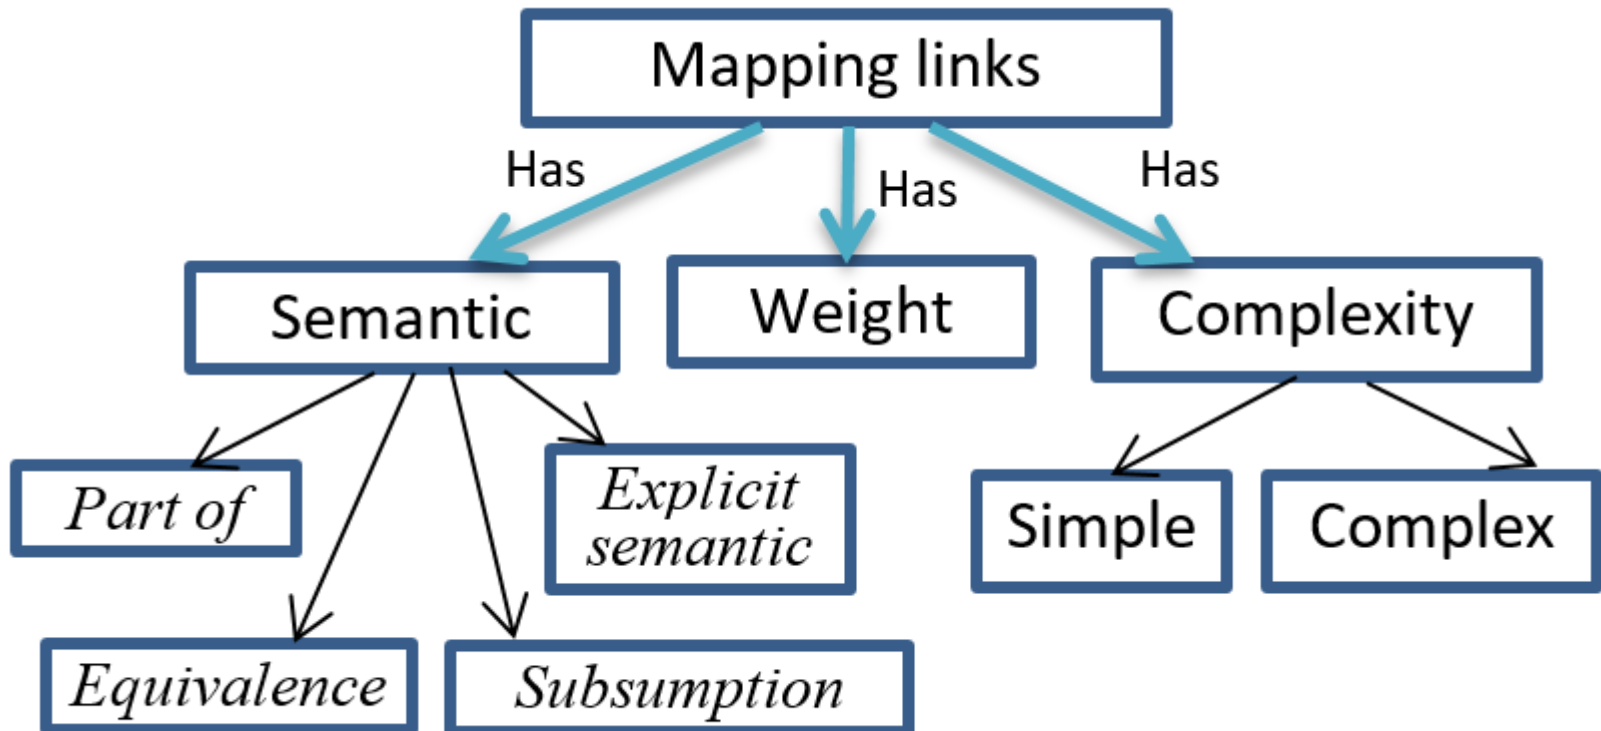 Mapping links
Has
Has
Has
Semantic
Weight
Complexity
Part of
Explicit
semantic
Simple
Complex
Equivalence
Subsumption